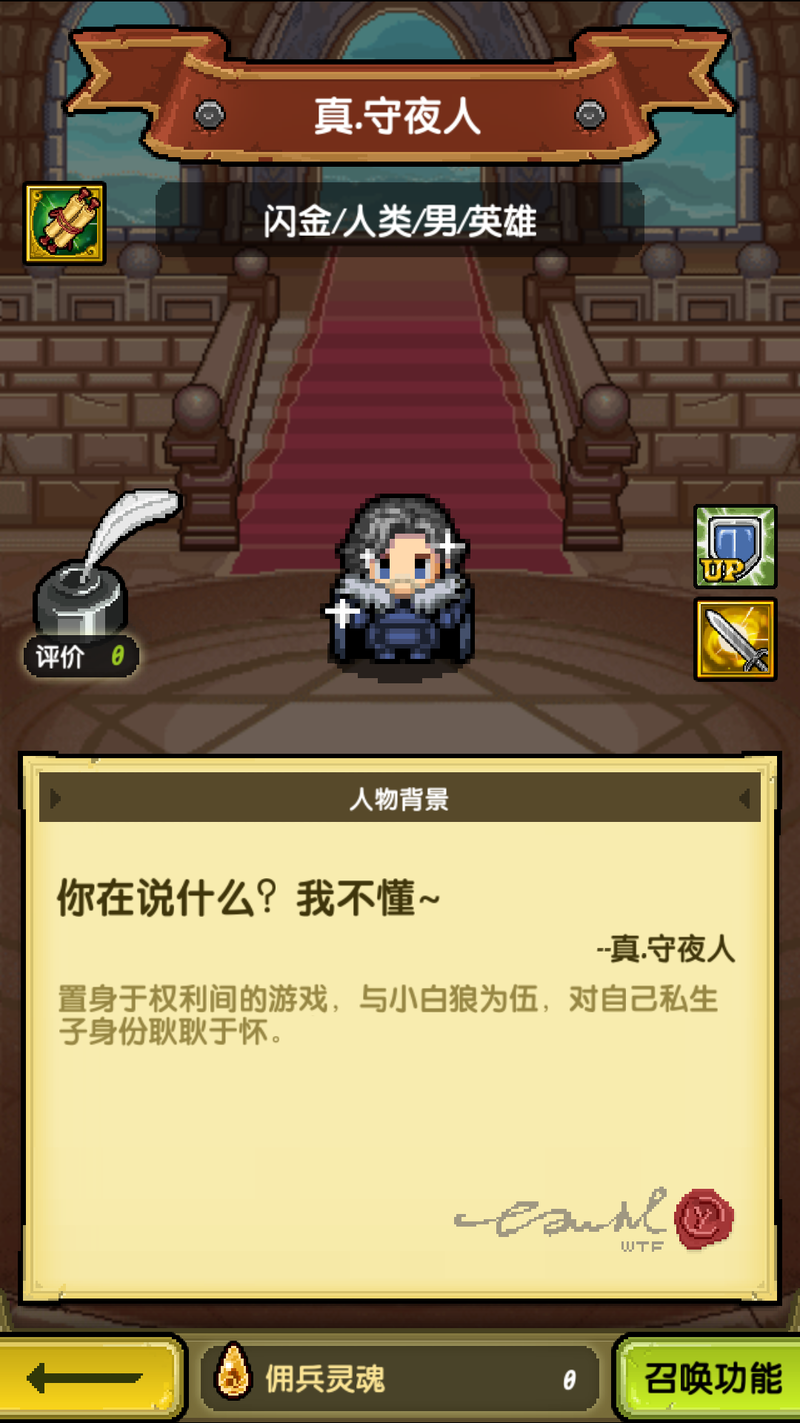 真.守夜人
闪金/人类/男/英雄
UP
评价 0
人物背景
你在说什么？我不懂~
--真.守夜人
置身于权利间的游戏，与小白狼为伍，对自己私生
子身份耿耿于怀。
WTF
佣兵灵魂 0
召唤功能